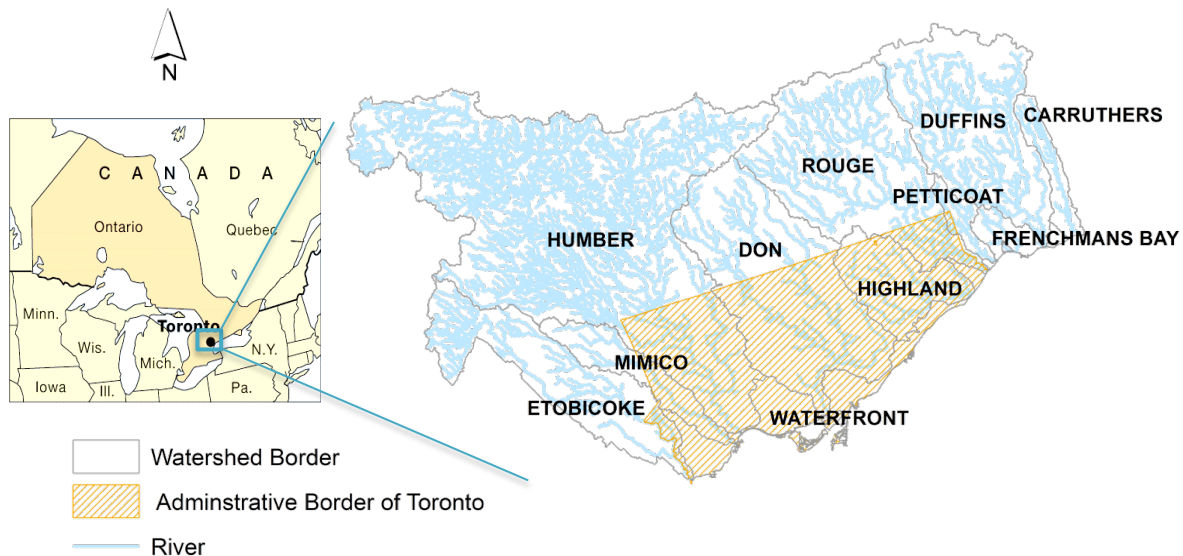 N
CANADA
Ontario
Quebec
Minn.
Toronto
Wis.
Mich.
N.Y.
Iowa
Ill.
Pa.
DUFFINS
CARRUTHERS
ROUGE
PETTICOAT
HUMBER
DON
FRENCHMANS BAY
HIGHLAND
MIMICO
ETOBICOKE
WATERFRONT
Watershed Border
Adminstrative Border of Toronto
River